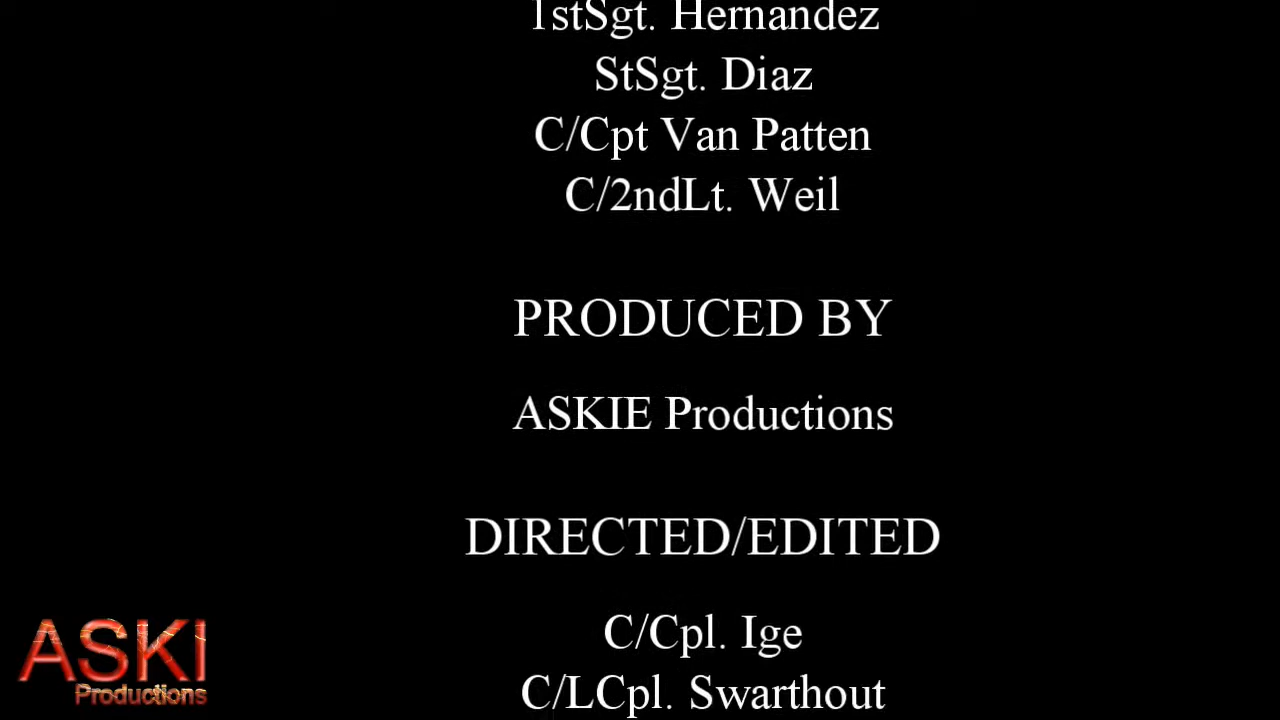 1stSgt. Hernandez
StSgt. Diaz
C/Cpt Van Patten
C/2ndLt. Weil
PRODUCED BY
ASKIE Productions
DIRECTED/EDITED
C/Cpl. Ige
C/LCpl. Swarthout
ASKI
Productions